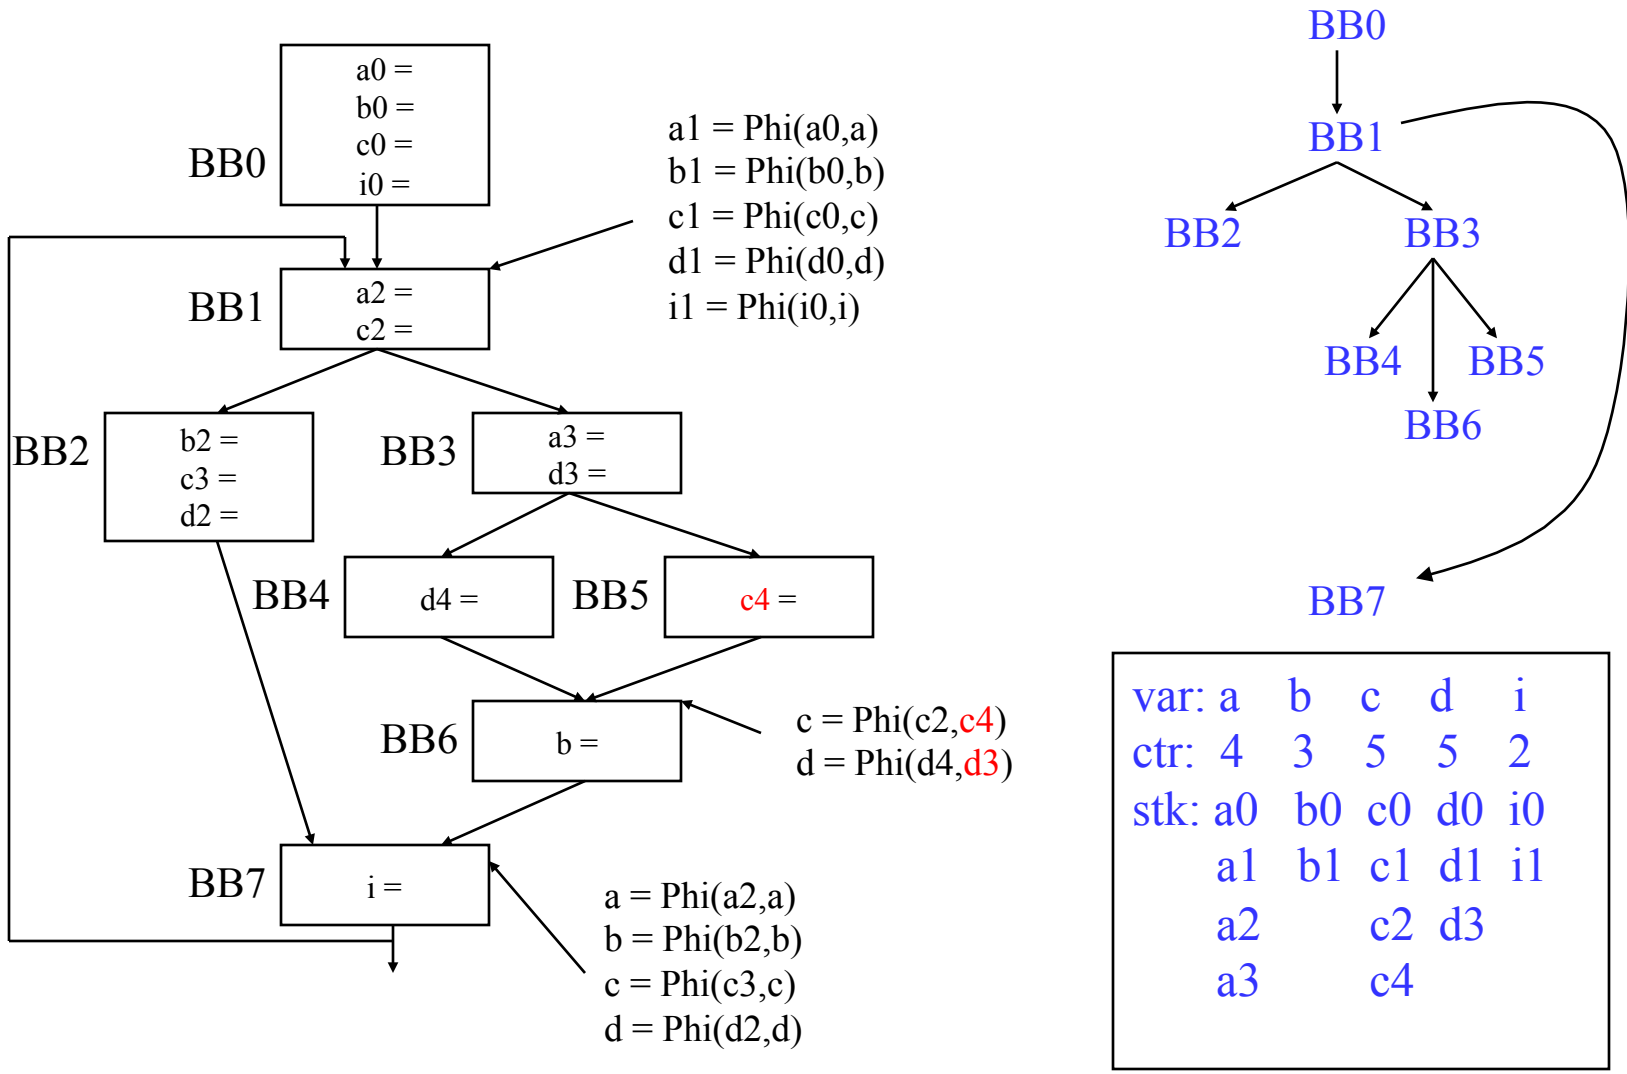 BB0
a0 =
b0 =
c0 =
i0 =
a1 = Phi(a0,a)
b1 = Phi(b0,b)
c1 = Phi(c0,c)
d1 = Phi(d0,d)
i1 = Phi(i0,i)
BB1
a2 =
c2 =
BB2
b2 =
c3 =
d2 =
BB3
a3 =
d3 =
BB4
d4 =
BB5
c4 =
BB6
b =
c = Phi(c2,c4)
d = Phi(d4,d3)
BB7
i =
a = Phi(a2,a)
b = Phi(b2,b)
c = Phi(c3,c)
d = Phi(d2,d)
BB0
BB1
BB2 BB3
BB4 BB5
BB6
BB7
var: a b c d i
ctr: 4 3 5 5 2
stk: a0 b0 c0 d0 i0
a1 b1 c1 d1 i1
a2 c2 d3
a3 c4